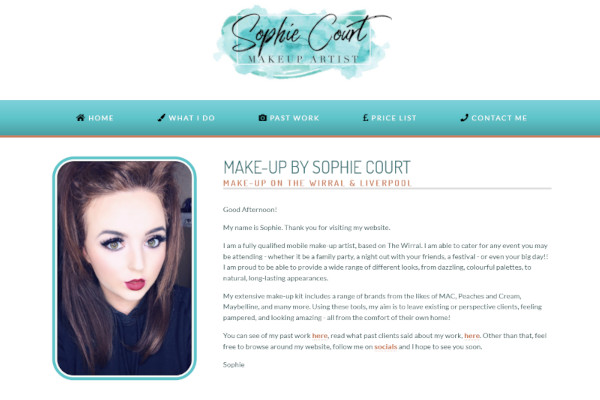 Sophie Court
MAKEUP ARTIST
HOME WHAT I DO PAST WORK £ PRICE LIST CONTACT ME
MAKE-UP BY SOPHIE COURT
MAKE-UP ON THE WIRRAL & LIVERPOOL
Good Afternoon!
My name is Sophie. Thank you for visiting my website.
I am a fully qualified mobile make-up artist, based on The Wirral. I am able to cater for any event you may
be attending - whether it be a family party, a night out with your friends, a festival - or even your big day!!
I am proud to be able to provide a wide range of different looks, from dazzling, colourful palettes, to
natural, long-lasting appearances.
My extensive make-up kit includes a range of brands from the likes of MAC, Peaches and Cream,
Maybelline, and many more. Using these tools, my aim is to leave existing or perspective clients, feeling
pampered, and looking amazing - all from the comfort of their own home!
You can see of my past work here, read what past clients said about my work, here. Other than that, feel
free to browse around my website, follow me on socials and I hope to see you soon.
Sophie